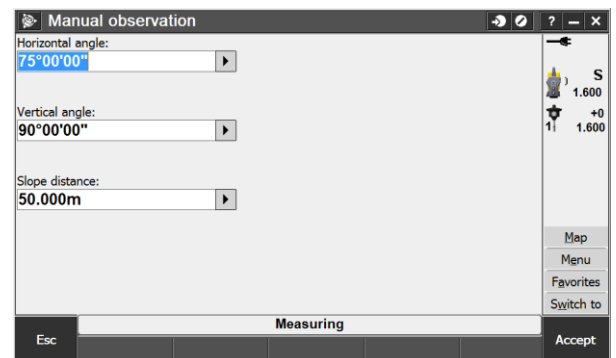 Manual observation
? – X
Horizontal angle:
75°00'00"
S
1.600
Vertical angle:
+0
90°00'00"
1
1.600
Slope distance:
50.000m
Map
Menu
Favorites
Switch to
Measuring
Esc
Accept